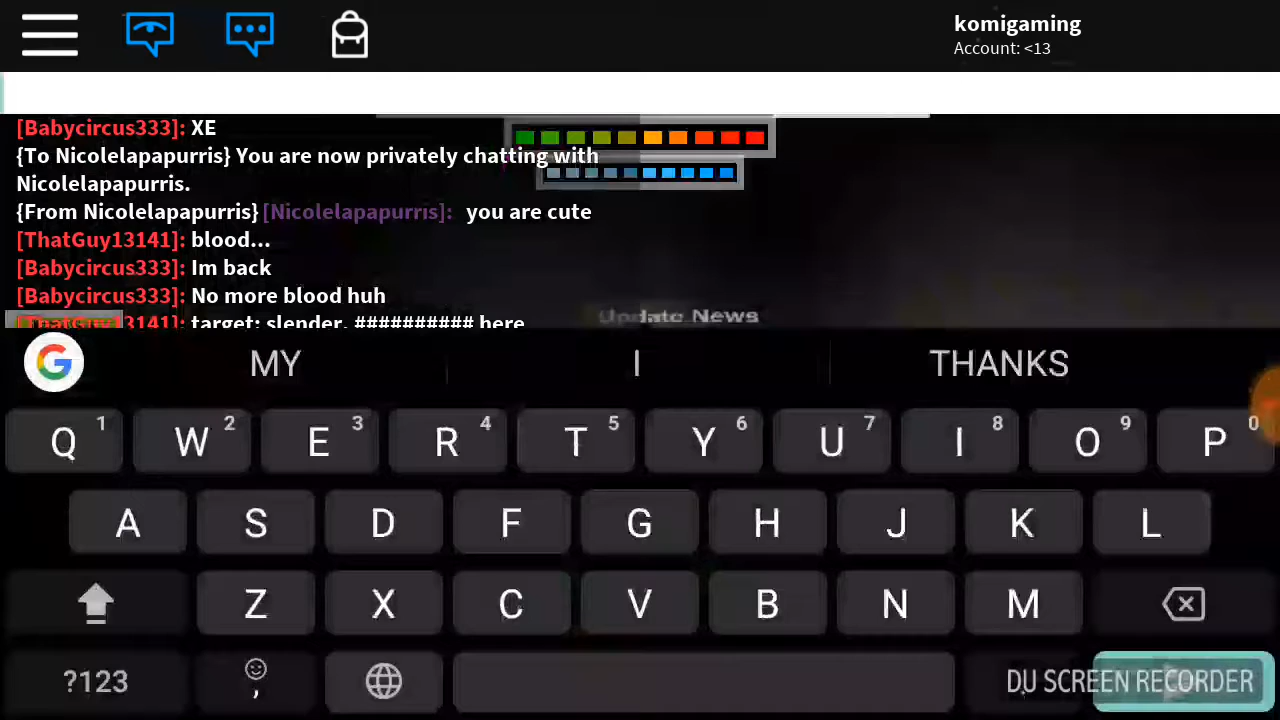 komigaming
Account: <13
[Babycircus333]: XE
{To Nicolelapapurris} You are now privately chatting with
Nicolelapapurris.
{From Nicolelapapurris} [Nicolelapapurris]: you are cute
[ThatGuy13141]: blood...
[Babycircus333]: Im back
[Babycircus333]: No more blood huh
[ThatGuy13141]: target: slender. ########## here
Update News
MY I THANKS
Q 1 W 2 E 3 R 4 T 5 Y 6 U 7 I 8 O 9 P 0
A S D F G H J K L
Z X C V B N M
?123 , DU SCREEN RECORDER